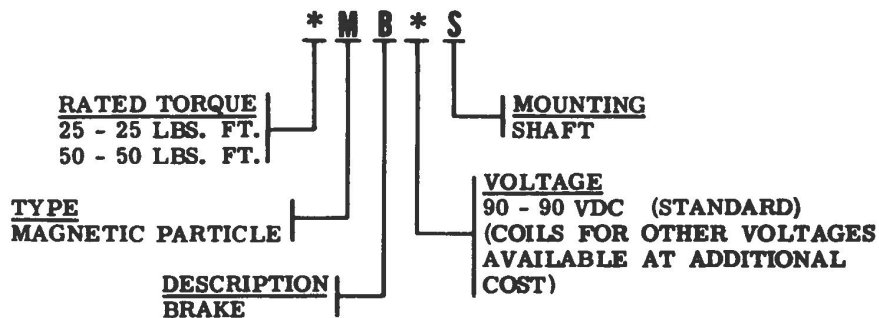 * M B * S
RATED TORQUE
25 - 25 LBS. FT.
50 - 50 LBS. FT.
MOUNTING
SHAFT
TYPE
MAGNETIC PARTICLE
VOLTAGE
90 - 90 VDC (STANDARD)
(COILS FOR OTHER VOLTAGES
AVAILABLE AT ADDITIONAL
COST)
DESCRIPTION
BRAKE